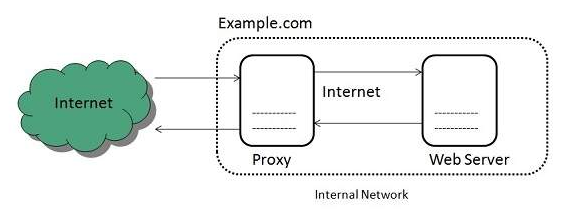 Example.com
Internet
Internet
Proxy
Web Server
Internal Network